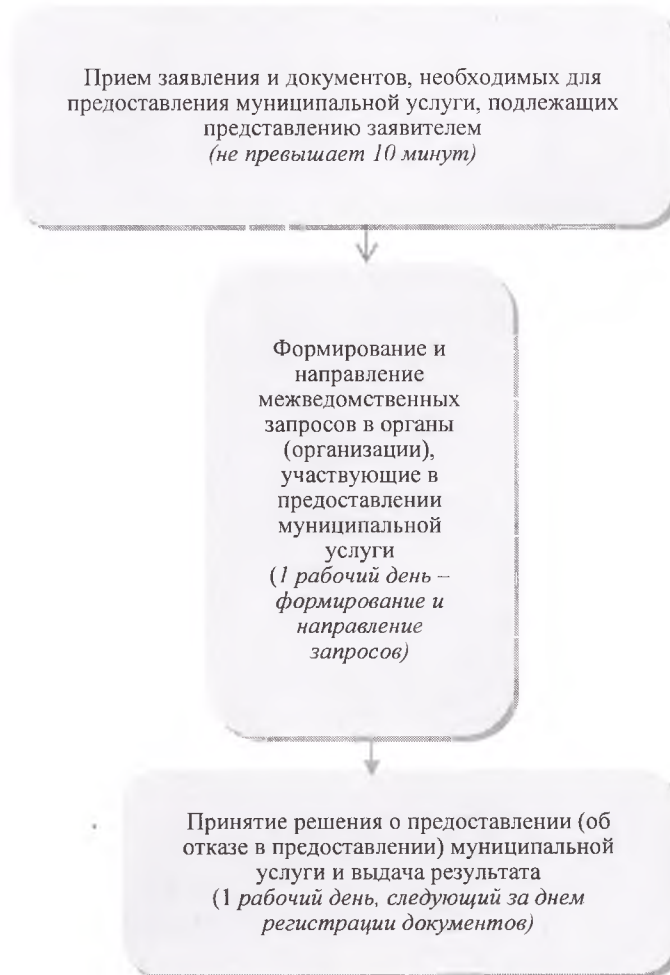 Прием заявления и документов, необходимых для
предоставления муниципальной услуги, подлежащих
представлению заявителем
(не превышает 10 минут)
Формирование и
направление
межведомственных
запросов в органы
(организации),
участвующие в
предоставлении
муниципальной
услуги
(1 рабочий день –
формирование и
направление
запросов)
Принятие решения о предоставлении (об
отказе в предоставлении) муниципальной
услуги и выдача результата
(1 рабочий день, следующий за днем
регистрации документов)